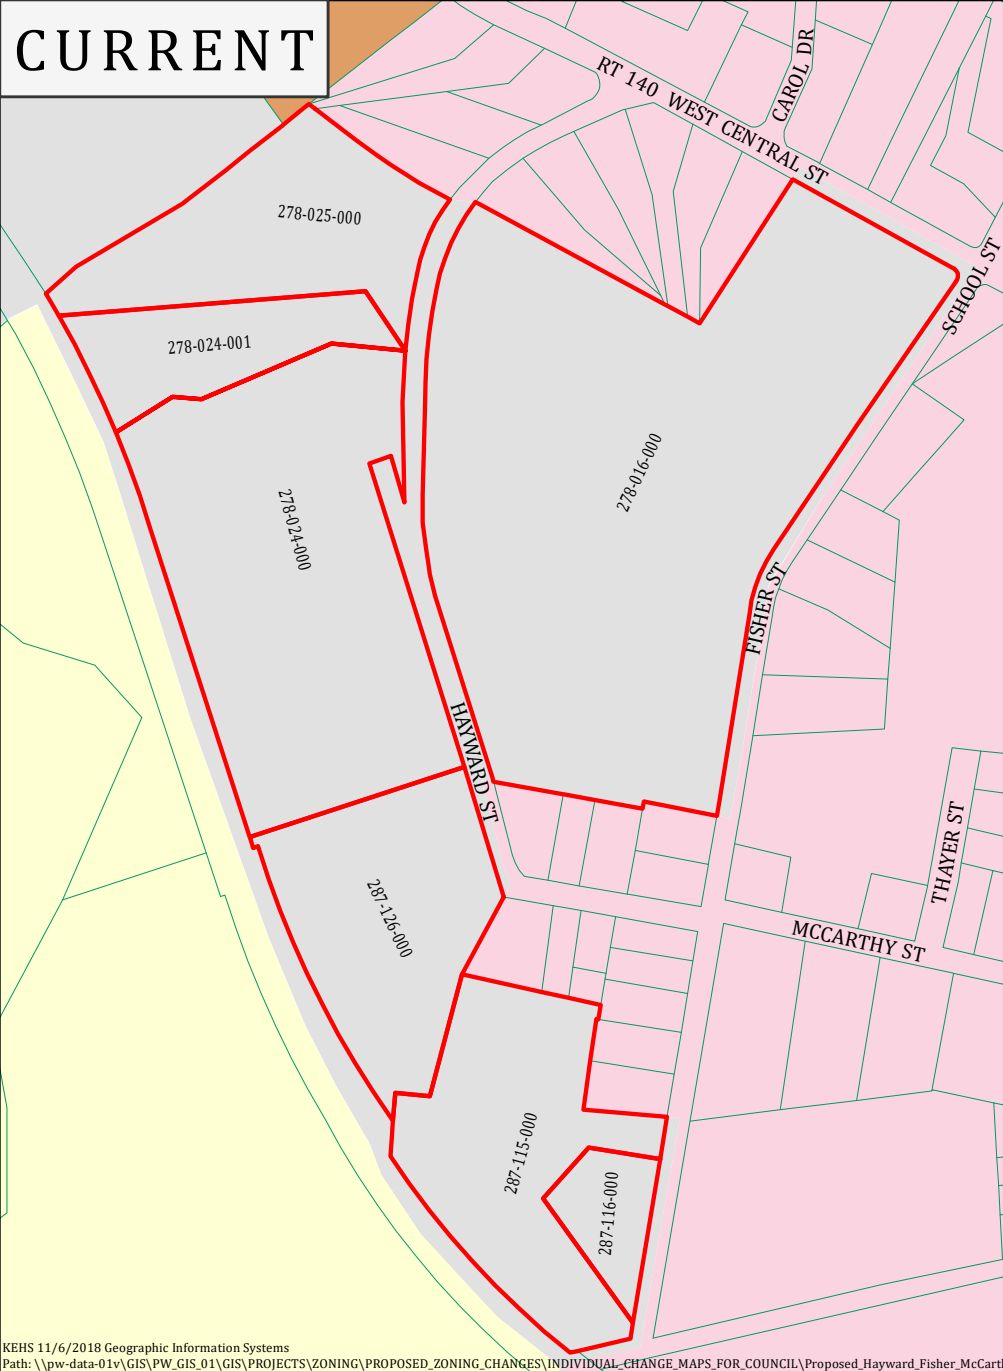 CURRENT
RT 140 WEST CENTRAL ST
CAROL DR
278-025-000
SCHOOL ST
278-024-001
278-016-000
278-024-000
FISHER ST
HAYWARD ST
THAYER ST
287-126-000
MCCARTHY ST
287-115-000
287-116-000
KEHS 11/6/2018 Geographic Information Systems
Path: \\pw-data-01v\GIS\PW_GIS_01\GIS\PROJECTS\ZONING\PROPOSED_ZONING_CHANGES\INDIVIDUAL_CHANGE_MAPS_FOR_COUNCIL\Proposed_Hayward_Fisher_McCart